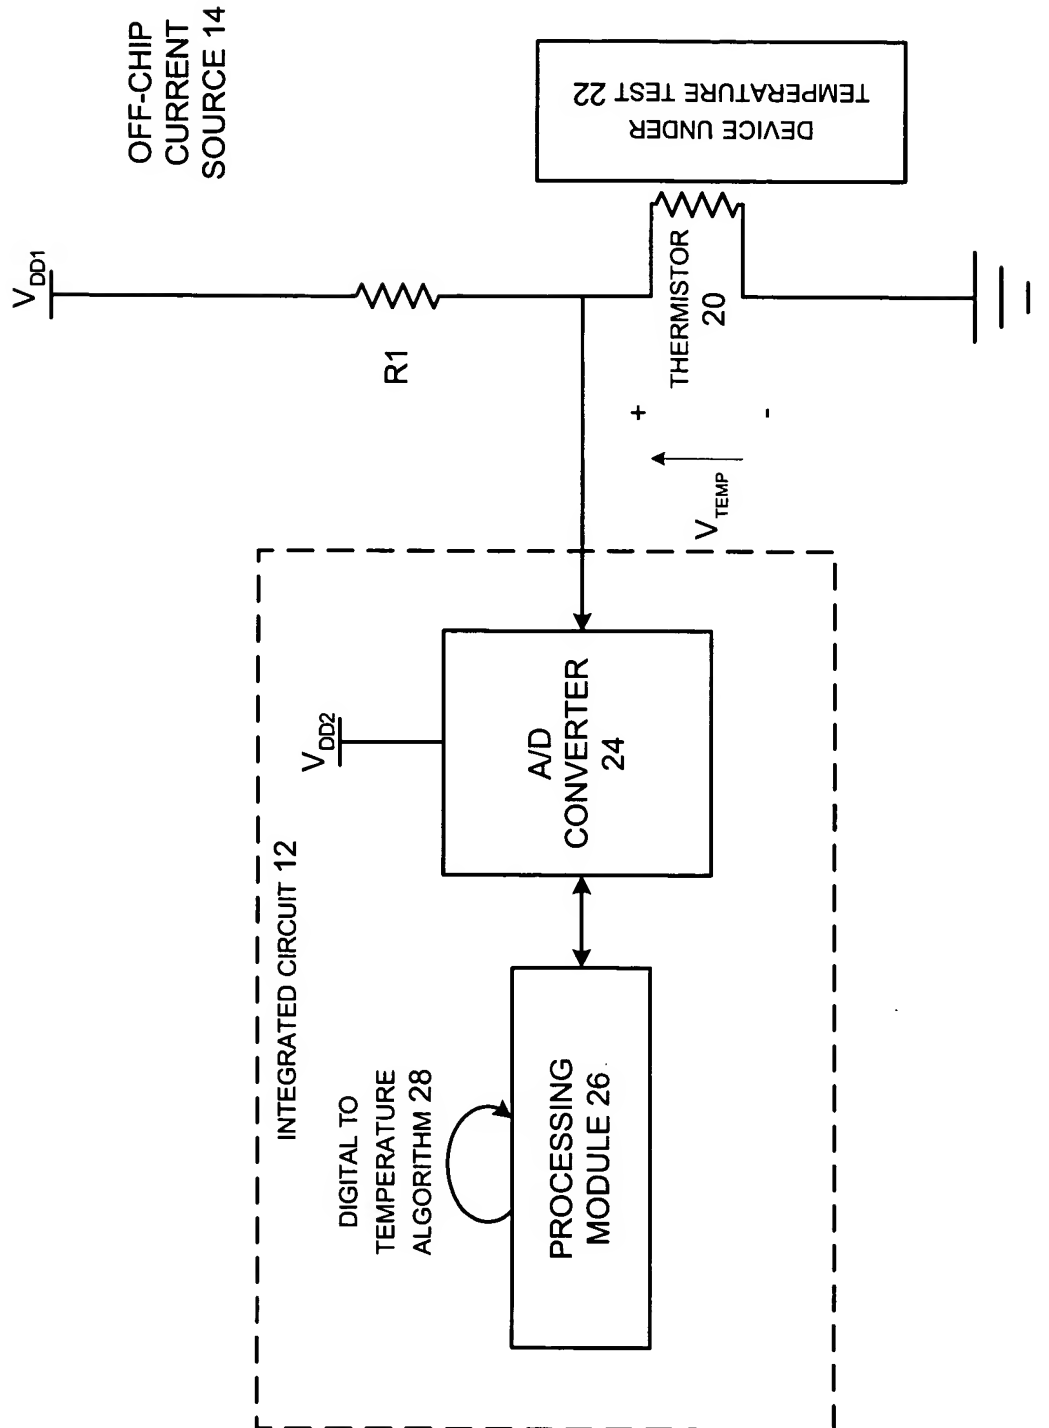 OFF-CHIP
CURRENT
SOURCE 14
VDD1
R1
DEVICE UNDER
TEMPERATURE TEST 22
THERMISTOR
20
+
-
VTEMP
INTEGRATED CIRCUIT 12
VDD2
A/D
CONVERTER
24
DIGITAL TO
TEMPERATURE
ALGORITHM 28
PROCESSING
MODULE 26